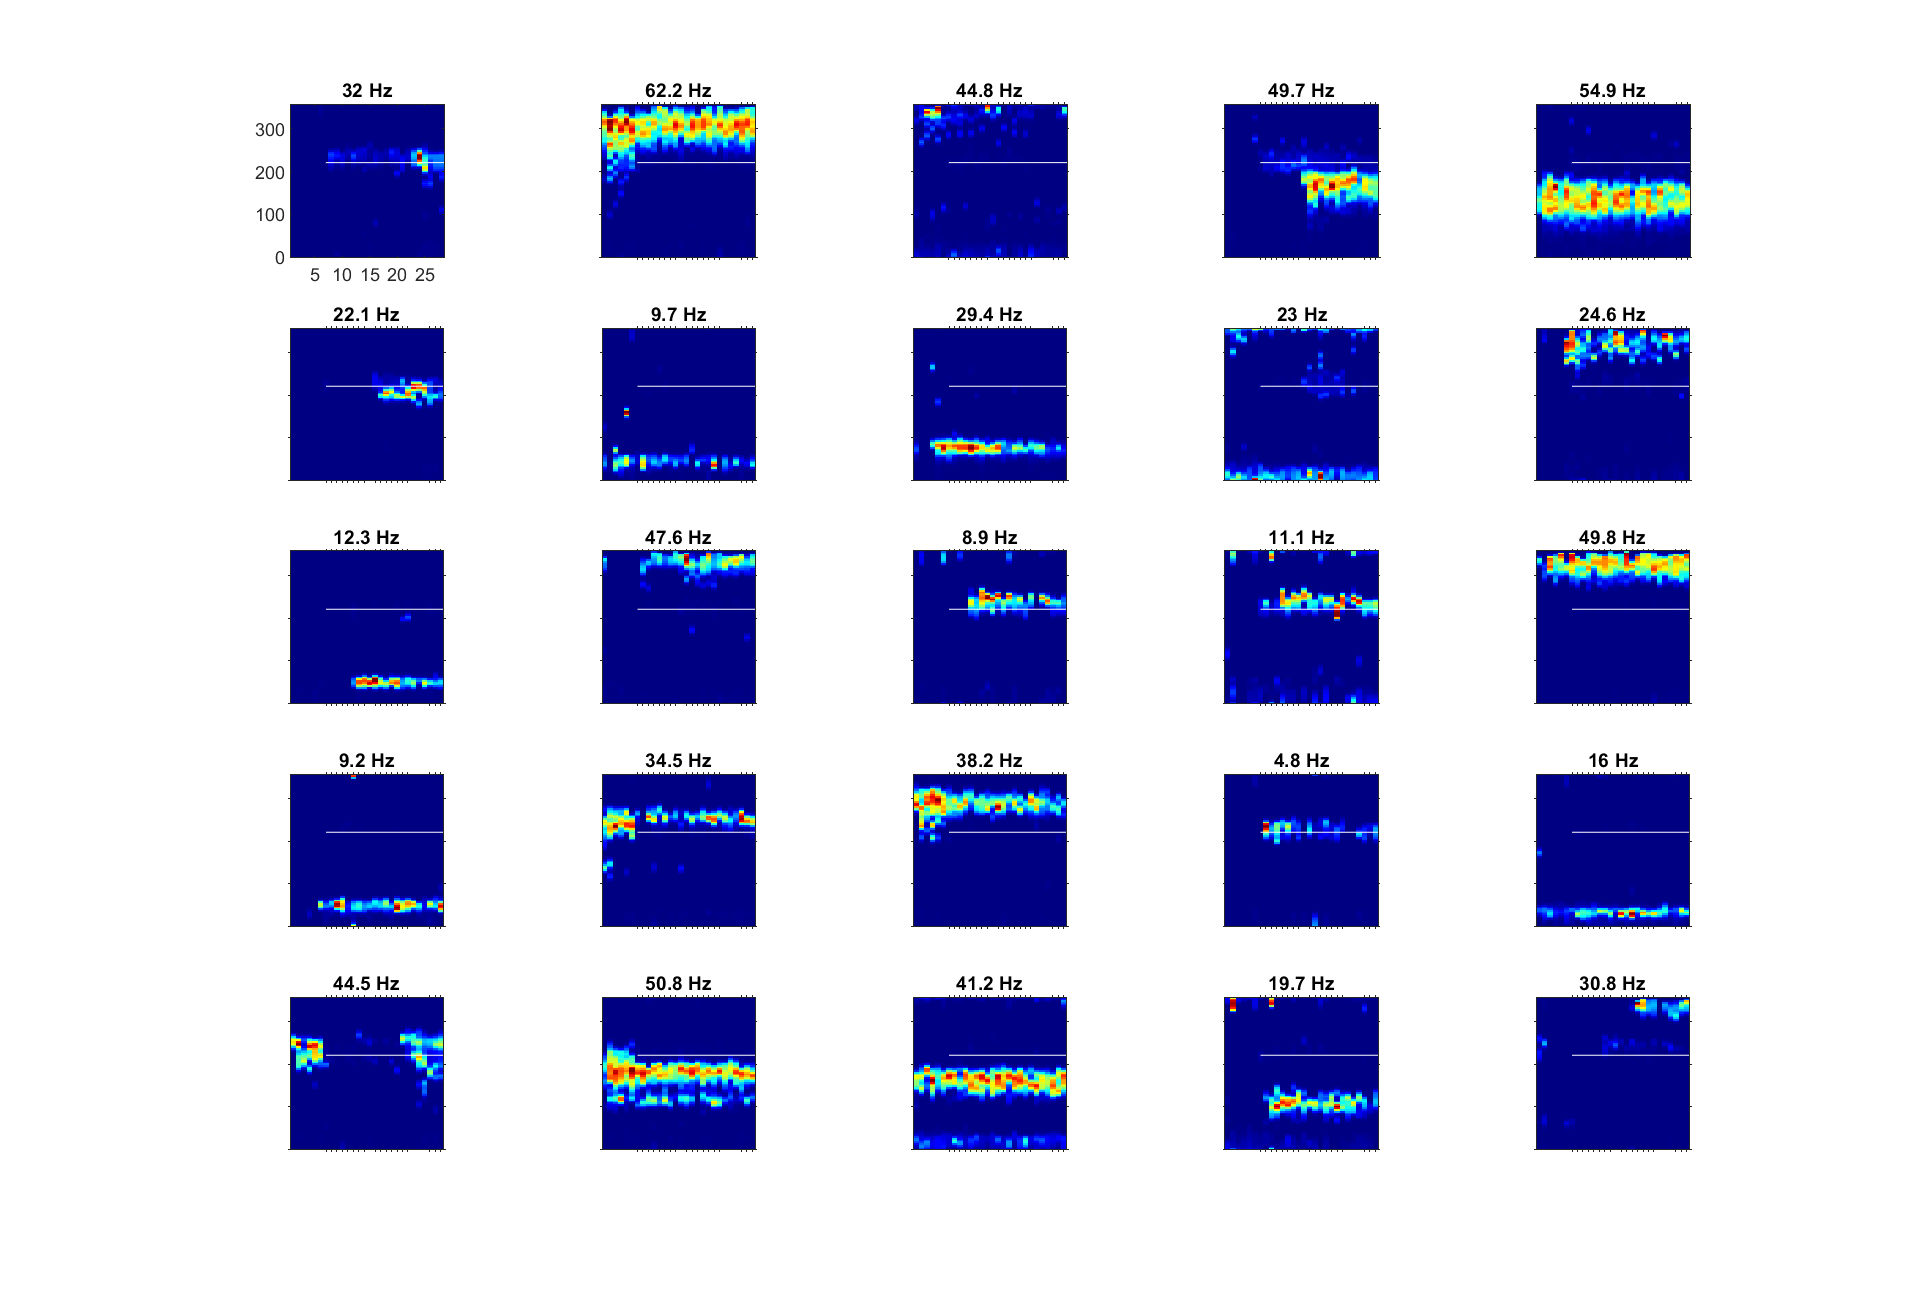 32 Hz 62.2 Hz 44.8 Hz 49.7 Hz 54.9 Hz
300
200
100
0
5 10 15 20 25
22.1 Hz 9.7 Hz 29.4 Hz 23 Hz 24.6 Hz
12.3 Hz 47.6 Hz 8.9 Hz 11.1 Hz 49.8 Hz
9.2 Hz 34.5 Hz 38.2 Hz 4.8 Hz 16 Hz
44.5 Hz 50.8 Hz 41.2 Hz 19.7 Hz 30.8 Hz